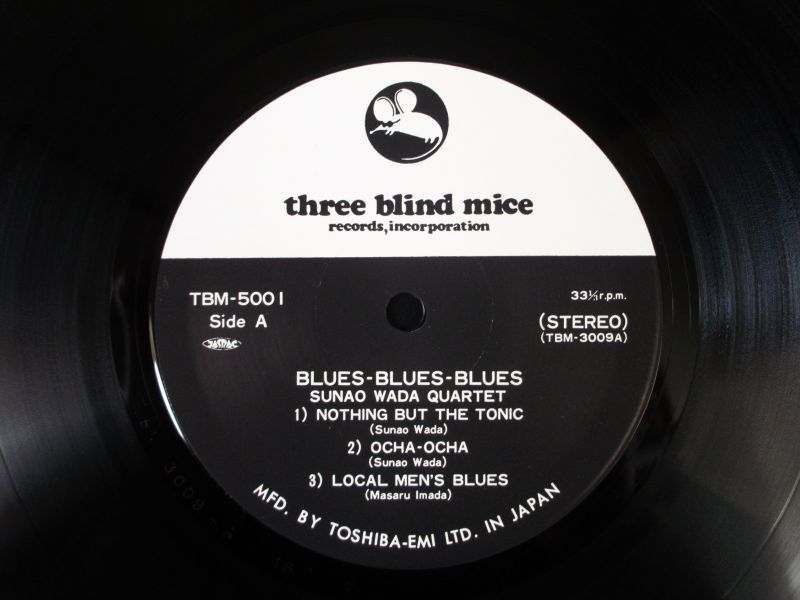 three blind mice
records, incorporation
TBM-5001
33⅓ r.p.m.
Side A
(STEREO)
JASRAC
(TBM-3009A)
BLUES-BLUES-BLUES
SUNAO WADA QUARTET
1) NOTHING BUT THE TONIC
(Sunao Wada)
2) OCHA-OCHA
(Sunao Wada)
3) LOCAL MEN'S BLUES
(Masaru Imada)
MFD. BY TOSHIBA-EMI LTD. IN JAPAN